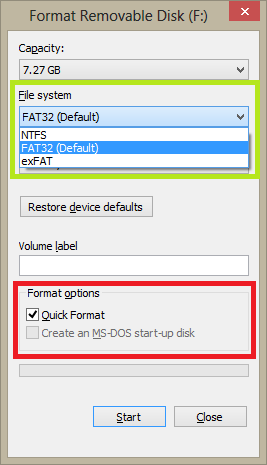 Format Removable Disk (F:)
Capacity:
7.27 GB
File system
FAT32 (Default)
NTFS
FAT32 (Default)
exFAT
Restore device defaults
Volume label
Format options
Quick Format
Create an MS-DOS start-up disk
Start
Close